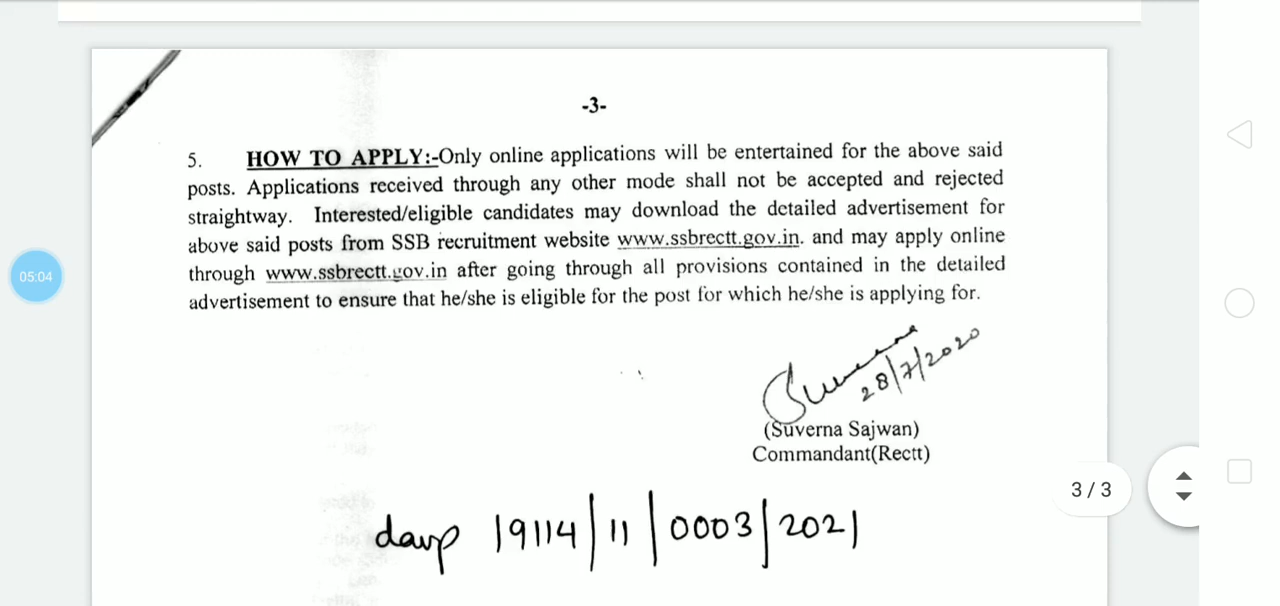 -3-
5. HOW TO APPLY:-Only online applications will be entertained for the above said
posts. Applications received through any other mode shall not be accepted and rejected
straightway. Interested/eligible candidates may download the detailed advertisement for
above said posts from SSB recruitment website www.ssbrectt.gov.in. and may apply online
through www.ssbrectt.gov.in after going through all provisions contained in the detailed
advertisement to ensure that he/she is eligible for the post for which he/she is applying for.
05:04
28/7/2020
(Suverna Sajwan)
Commandant(Rectt)
3 / 3
davp 19114/11/0003/2021